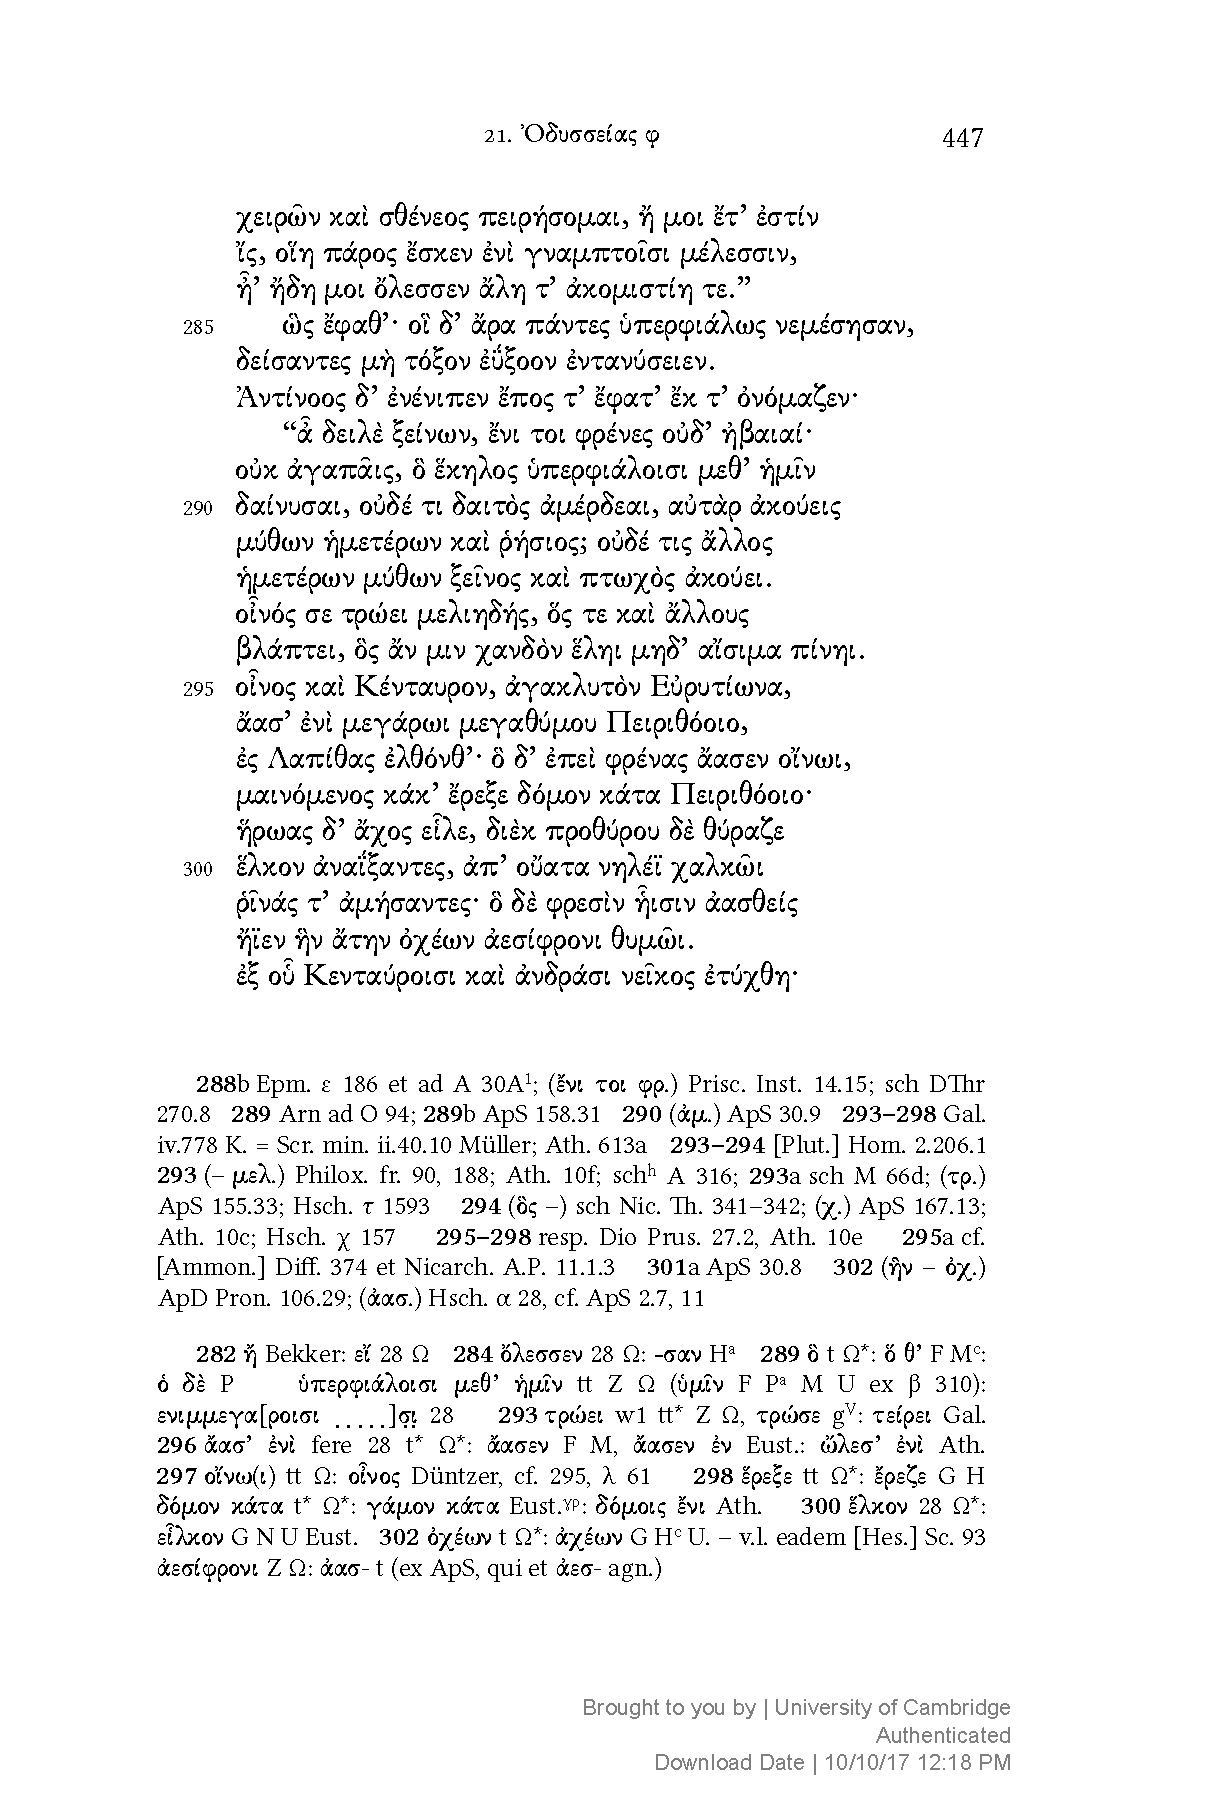 21. Ὀδυσσείας φ 447
χειρῶν καὶ σθένεος πειρήσομαι, ἤ μοι ἔτ’ ἐστίν
ἴς, οἵη πάρος ἔσκεν ἐνὶ γναμπτοῖσι μέλεσσιν,
ἦ’ ἤδη μοι ὄλεσσεν ἄλη τ’ ἀκομιστίη τε.”
285 ὣς ἔφαθ’· οἳ δ’ ἄρα πάντες ὑπερφιάλως νεμέσησαν,
δείσαντες μὴ τόξον ἐΰξοον ἐντανύσειεν.
Ἀντίνοος δ’ ἐνένιπεν ἔπος τ’ ἔφατ’ ἔκ τ’ ὀνόμαζεν·
“ἆ δειλὲ ξείνων, ἔνι τοι φρένες οὐδ’ ἠβαιαί·
οὐκ ἀγαπᾶις, ὃ ἕκηλος ὑπερφιάλοισι μεθ’ ἡμῖν
290 δαίνυσαι, οὐδέ τι δαιτὸς ἀμέρδεαι, αὐτὰρ ἀκούεις
μύθων ἡμετέρων καὶ ῥήσιος; οὐδέ τις ἄλλος
ἡμετέρων μύθων ξεῖνος καὶ πτωχὸς ἀκούει.
οἶνός σε τρώει μελιηδής, ὅς τε καὶ ἄλλους
βλάπτει, ὃς ἄν μιν χανδὸν ἕληι μηδ’ αἴσιμα πίνηι.
295 οἶνος καὶ Κένταυρον, ἀγακλυτὸν Εὐρυτίωνα,
ἄασ’ ἐνὶ μεγάρωι μεγαθύμου Πειριθόοιο,
ἐς Λαπίθας ἐλθόνθ’· ὃ δ’ ἐπεὶ φρένας ἄασεν οἴνωι,
μαινόμενος κάκ’ ἔρεξε δόμον κάτα Πειριθόοιο·
ἥρωας δ’ ἄχος εἷλε, διὲκ προθύρου δὲ θύραζε
300 ἕλκον ἀναΐξαντες, ἀπ’ οὔατα νηλέϊ χαλκῶι
ῥῖνάς τ’ ἀμήσαντες· ὃ δὲ φρεσὶν ἧισιν ἀασθείς
ἤϊεν ἣν ἄτην ὀχέων ἀεσίφρονι θυμῶι.
ἐξ οὗ Κενταύροισι καὶ ἀνδράσι νεῖκος ἐτύχθη·
288b Epm. ε 186 et ad A 30A¹; (ἔνι τοι φρ.) Prisc. Inst. 14.15; sch DThr
270.8 289 Arn ad O 94; 289b ApS 158.31 290 (ἀμ.) ApS 30.9 293–298 Gal.
iv.778 K. = Scr. min. ii.40.10 Müller; Ath. 613a 293–294 [Plut.] Hom. 2.206.1
293 (– μελ.) Philox. fr. 90, 188; Ath. 10f; schʰ A 316; 293a sch M 66d; (τρ.)
ApS 155.33; Hsch. τ 1593 294 (ὃς –) sch Nic. Th. 341–342; (χ.) ApS 167.13;
Ath. 10c; Hsch. χ 157 295–298 resp. Dio Prus. 27.2, Ath. 10e 295a cf.
[Ammon.] Diff. 374 et Nicarch. A.P. 11.1.3 301a ApS 30.8 302 (ἣν – ὀχ.)
ApD Pron. 106.29; (ἀασ.) Hsch. α 28, cf. ApS 2.7, 11
282 ἤ Bekker: εἴ 28 Ω 284 ὄλεσσεν 28 Ω: -σαν Hᵃ 289 ὃ t Ω*: ὅ θ’ F Mᶜ:
ὁ δὲ P ὑπερφιάλοισι μεθ’ ἡμῖν tt Z Ω (ὑμῖν F Pᵃ M U ex β 310):
ενιμμεγα[ροισι .....]σ̣ι̣ 28 293 τρώει w1 tt* Z Ω, τρώσε gⱽ: τείρει Gal.
296 ἄασ’ ἐνὶ fere 28 t* Ω*: ἄασεν F M, ἄασεν ἐν Eust.: ὤλεσ’ ἐνὶ Ath.
297 οἴνω(ι) tt Ω: οἶνος Düntzer, cf. 295, λ 61 298 ἔρεξε tt Ω*: ἔρεζε G H
δόμον κάτα t* Ω*: γάμον κάτα Eust.ᵞᵖ: δόμοις ἔνι Ath. 300 ἕλκον 28 Ω*:
εἷλκον G N U Eust. 302 ὀχέων t Ω*: ἀχέων G Hᶜ U. – v.l. eadem [Hes.] Sc. 93
ἀεσίφρονι Z Ω: ἀασ- t (ex ApS, qui et ἀεσ- agn.)
Brought to you by | University of Cambridge
Authenticated
Download Date | 10/10/17 12:18 PM